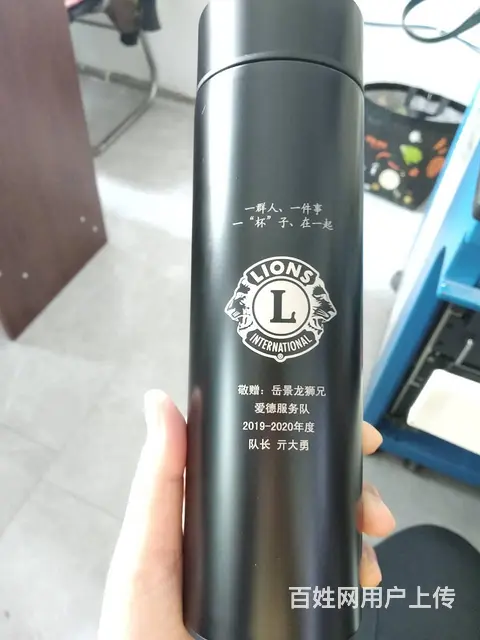 一群人、一件事
一“杯”子、在一起
LIONS
L
INTERNATIONAL
敬赠：岳景龙狮兄
爱德服务队
2019-2020年度
队长 亓大勇
百姓网用户上传